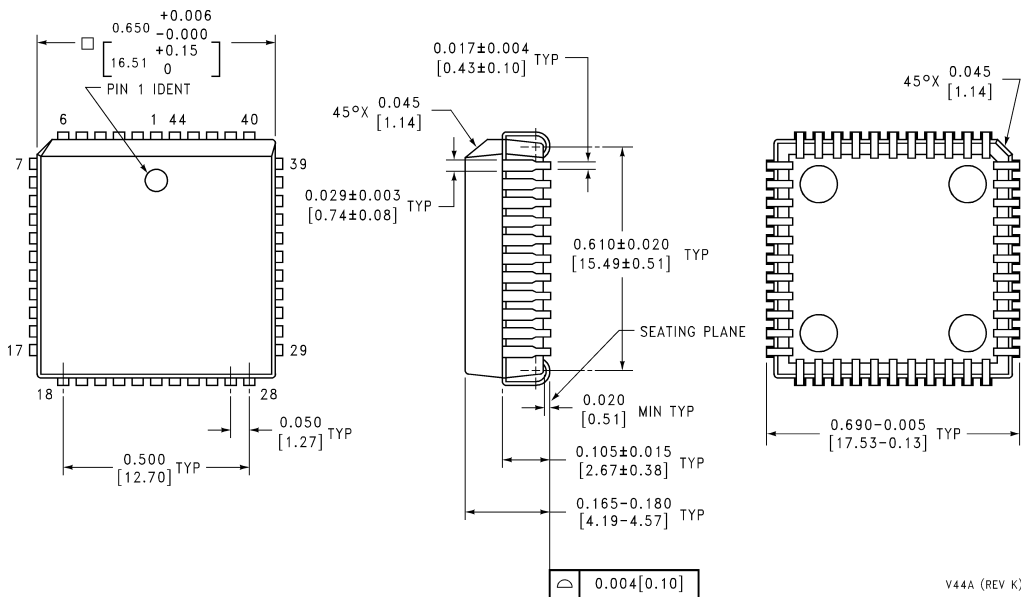 0.650 +0.006 -0.000
[16.51 +0.15 0]
PIN 1 IDENT
6 1 44 40
7 39
17 29
18 28
0.050 [1.27] TYP
0.500 [12.70] TYP
0.017±0.004 [0.43±0.10] TYP
45°X 0.045 [1.14]
0.029±0.003 [0.74±0.08] TYP
0.610±0.020 [15.49±0.51] TYP
SEATING PLANE
0.020 [0.51] MIN TYP
0.105±0.015 [2.67±0.38] TYP
0.165-0.180 [4.19-4.57] TYP
0.004[0.10]
45°X 0.045 [1.14]
0.690-0.005 [17.53-0.13] TYP
V44A (REV K)